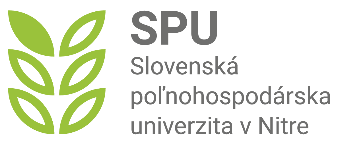 SPU
Slovenská
poľnohospodárska
univerzita v Nitre